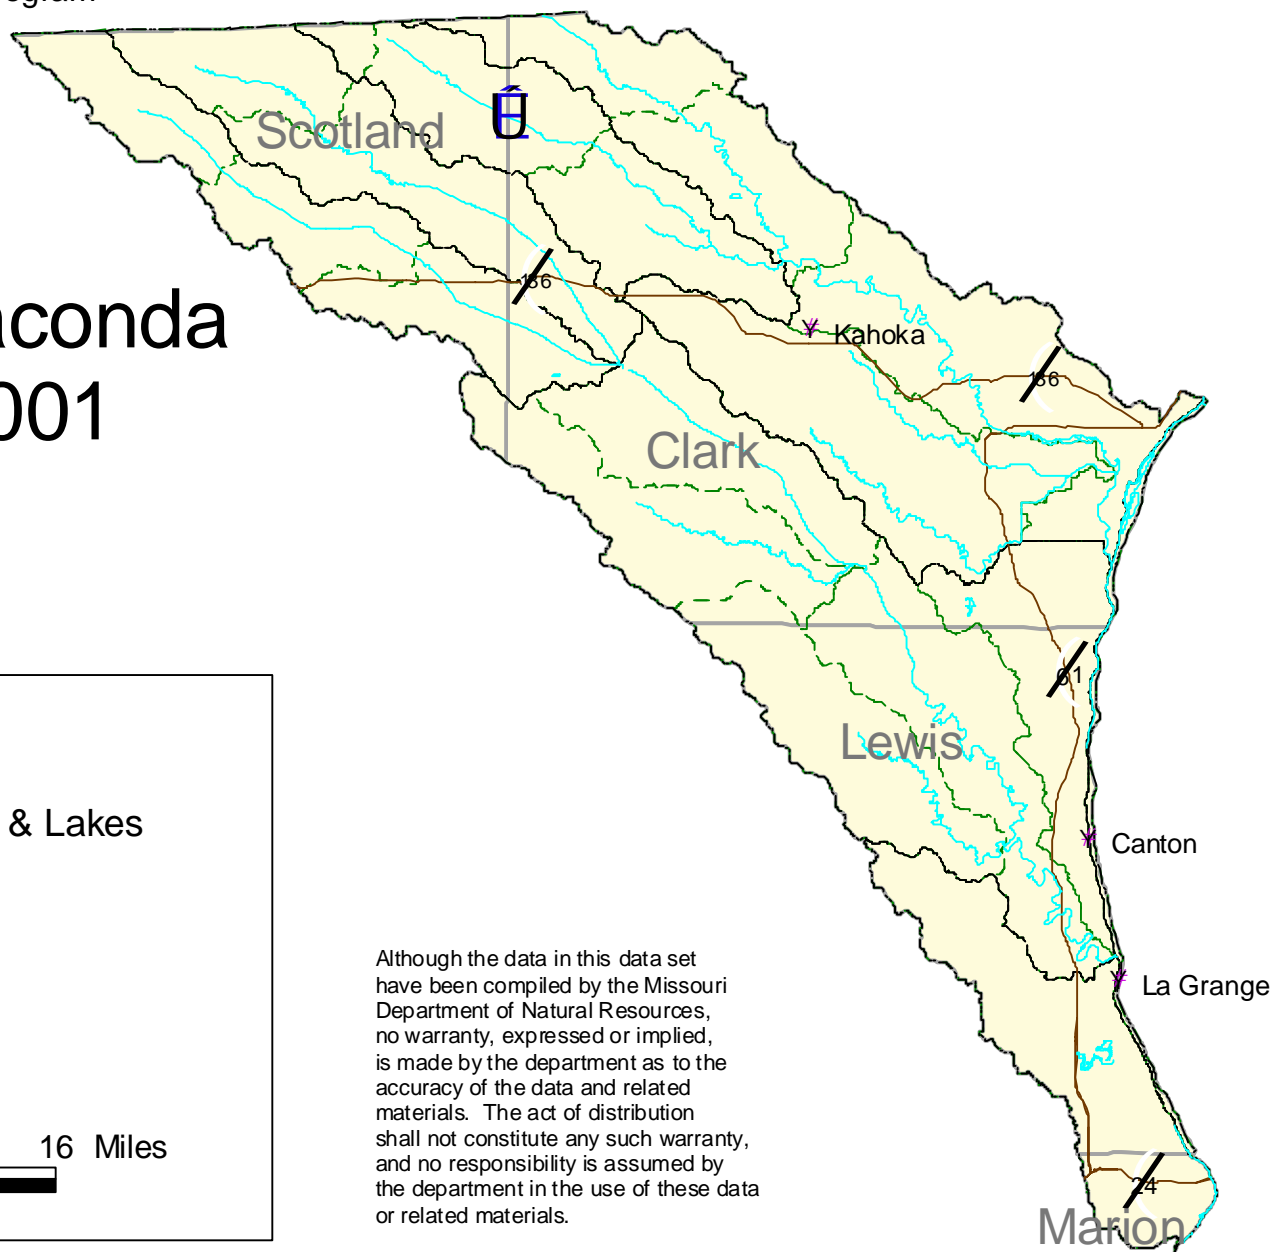 Scotland
136
Kahoka
136
Clark
61
Lewis
& Lakes
Canton
La Grange
16 Miles
24
Marion
Although the data in this data set
have been compiled by the Missouri
Department of Natural Resources,
no warranty, expressed or implied,
is made by the department as to the
accuracy of the data and related
materials. The act of distribution
shall not constitute any such warranty,
and no responsibility is assumed by
the department in the use of these data
or related materials.